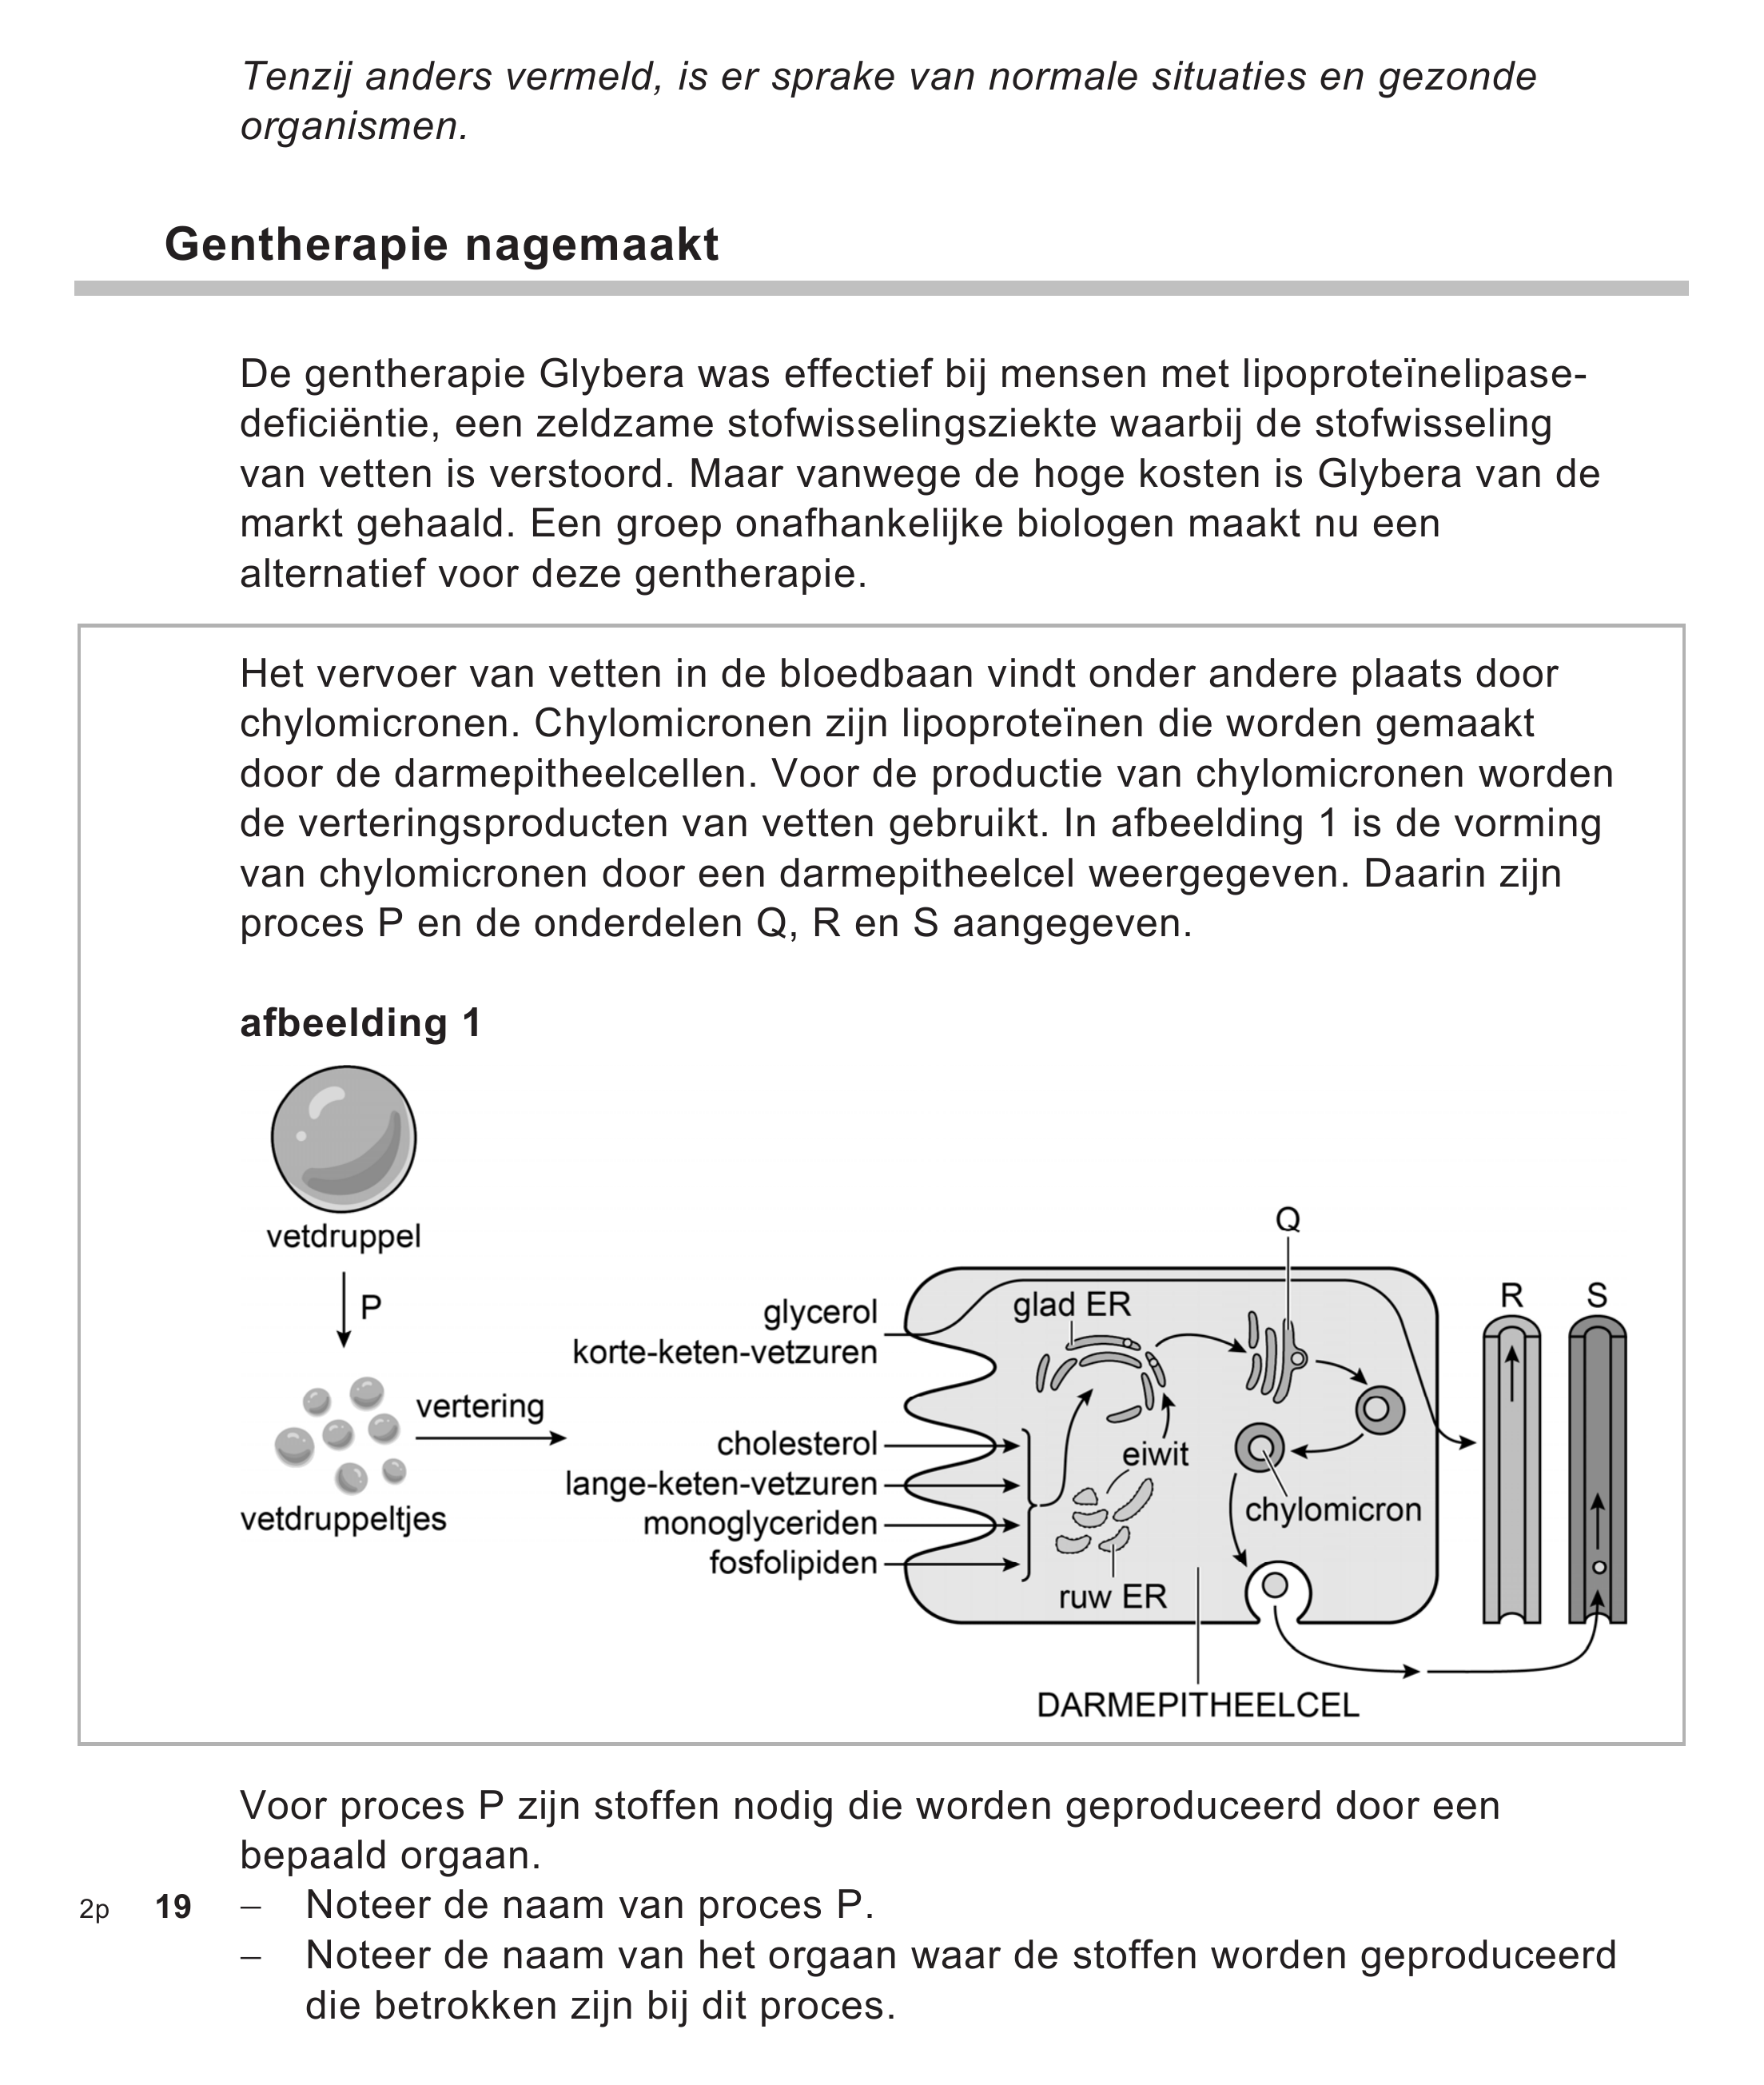 Tenzij anders vermeld, is er sprake van normale situaties en gezonde
organismen.
Gentherapie nagemaakt
De gentherapie Glybera was effectief bij mensen met lipoproteïnelipase-
deficiëntie, een zeldzame stofwisselingsziekte waarbij de stofwisseling
van vetten is verstoord. Maar vanwege de hoge kosten is Glybera van de
markt gehaald. Een groep onafhankelijke biologen maakt nu een
alternatief voor deze gentherapie.
Het vervoer van vetten in de bloedbaan vindt onder andere plaats door
chylomicronen. Chylomicronen zijn lipoproteïnen die worden gemaakt
door de darmepitheelcellen. Voor de productie van chylomicronen worden
de verteringsproducten van vetten gebruikt. In afbeelding 1 is de vorming
van chylomicronen door een darmepitheelcel weergegeven. Daarin zijn
proces P en de onderdelen Q, R en S aangegeven.
afbeelding 1
vetdruppel
P
vetdruppeltjes
vertering
glycerol
korte-keten-vetzuren
cholesterol
lange-keten-vetzuren
monoglyceriden
fosfolipiden
glad ER
eiwit
ruw ER
Q
chylomicron
DARMEPITHEELCEL
R
S
Voor proces P zijn stoffen nodig die worden geproduceerd door een
bepaald orgaan.
2p 19 – Noteer de naam van proces P.
– Noteer de naam van het orgaan waar de stoffen worden geproduceerd
die betrokken zijn bij dit proces.